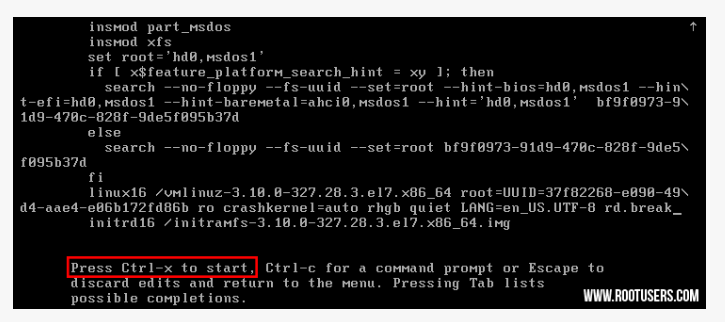 insmod part_msdos
insmod xfs
set root='hd0,msdos1'
if [ x$feature_platform_search_hint = xy ]; then
search --no-floppy --fs-uuid --set=root --hint-bios=hd0,msdos1 --hin\
t-efi=hd0,msdos1 --hint-baremetal=ahci0,msdos1 --hint='hd0,msdos1'  bf9f0973-9\
1d9-470c-828f-9de5f095b37d
else
search --no-floppy --fs-uuid --set=root bf9f0973-91d9-470c-828f-9de5\
f095b37d
fi
linux16 /vmlinuz-3.10.0-327.28.3.el7.x86_64 root=UUID=37f82268-e090-49\
d4-aae4-e06b172fd86b ro crashkernel=auto rhgb quiet LANG=en_US.UTF-8 rd.break_
initrd16 /initramfs-3.10.0-327.28.3.el7.x86_64.img
Press Ctrl-x to start, Ctrl-c for a command prompt or Escape to
discard edits and return to the menu. Pressing Tab lists
possible completions.
WWW.ROOTUSERS.COM